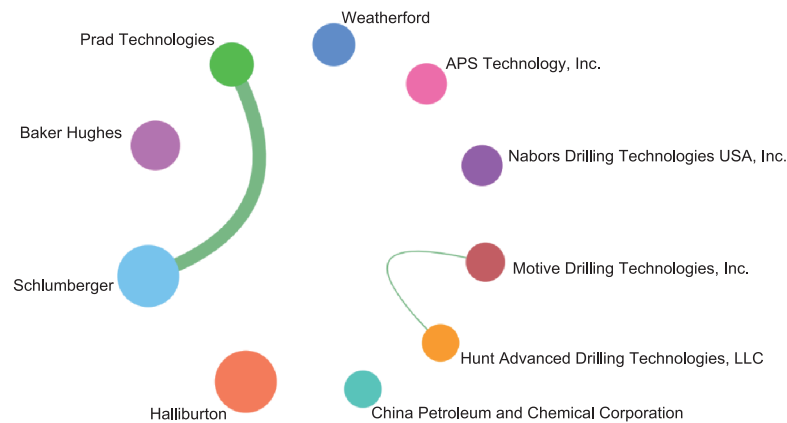 Weatherford
Prad Technologies
APS Technology, Inc.
Baker Hughes
Nabors Drilling Technologies USA, Inc.
Motive Drilling Technologies, Inc.
Schlumberger
Hunt Advanced Drilling Technologies, LLC
Halliburton
China Petroleum and Chemical Corporation